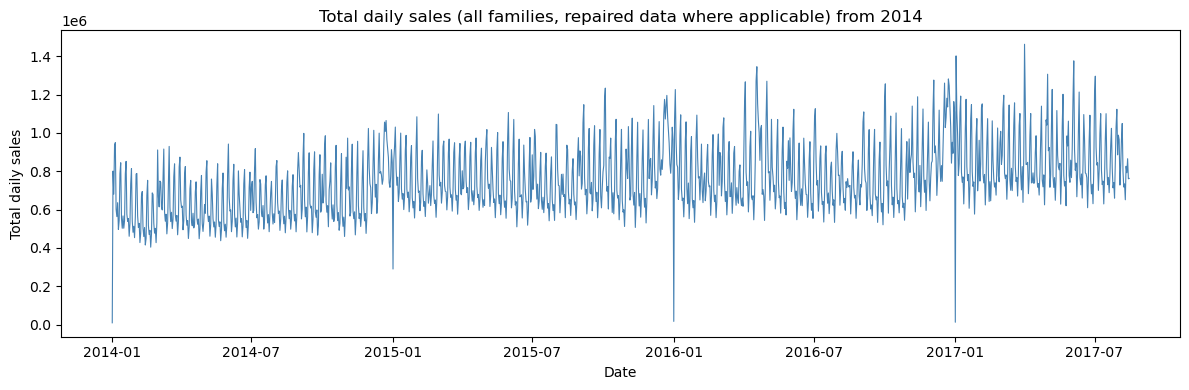 Total daily sales (all families, repaired data where applicable) from 2014
1e6
1.4
1.2
1.0
0.8
0.6
0.4
0.2
0.0
Total daily sales
2014-01 2014-07 2015-01 2015-07 2016-01 2016-07 2017-01 2017-07
Date